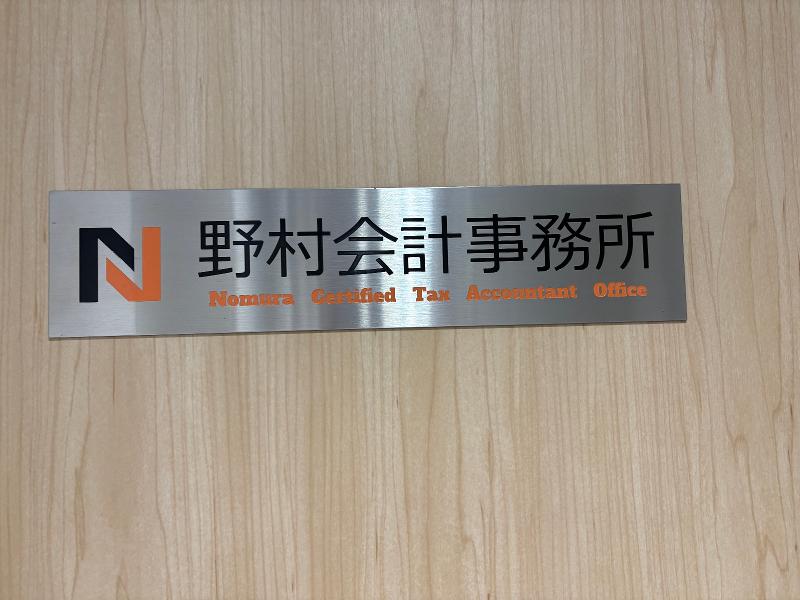 N 野村会計事務所
Nomura Certified Tax Accountant Office